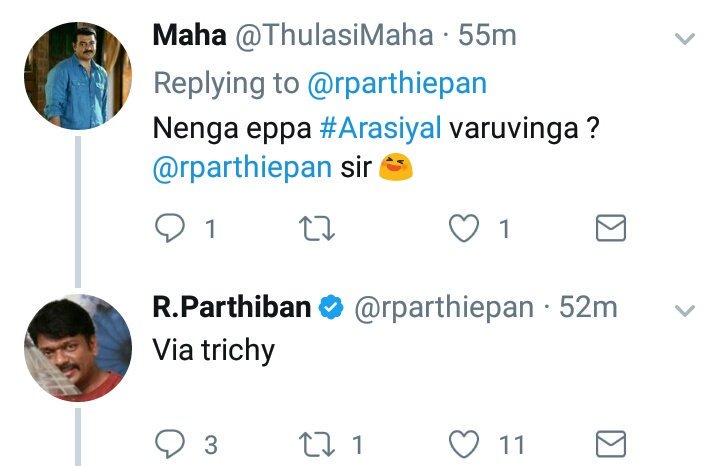 Maha @ThulasiMaha · 55m
Replying to @rparthiepan
Nenga eppa #Arasiyal varuvinga ?
@rparthiepan sir 😆
1 1
R.Parthiban @rparthiepan · 52m
Via trichy
3 1 11